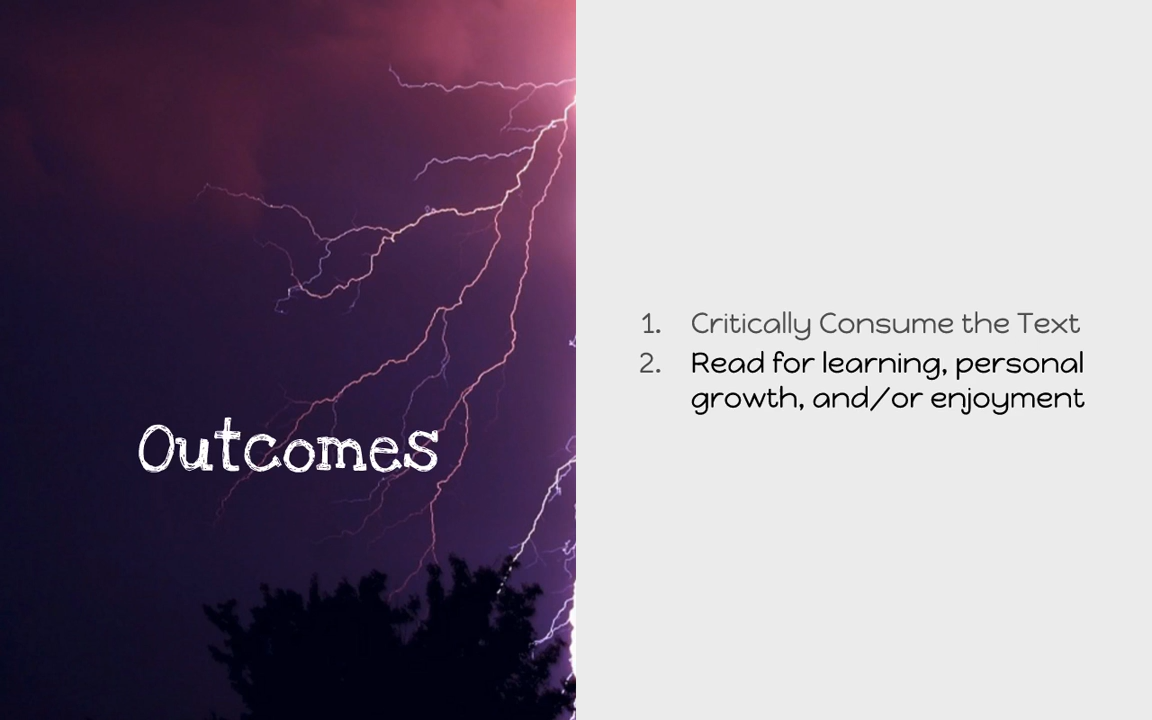 Outcomes
1. Critically Consume the Text
2. Read for learning, personal
growth, and/or enjoyment